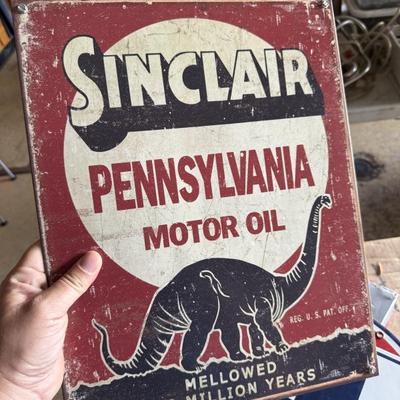 SINCLAIR
PENNSYLVANIA
MOTOR OIL
REG. U.S. PAT. OFF.
MELLOWED
MILLION YEARS